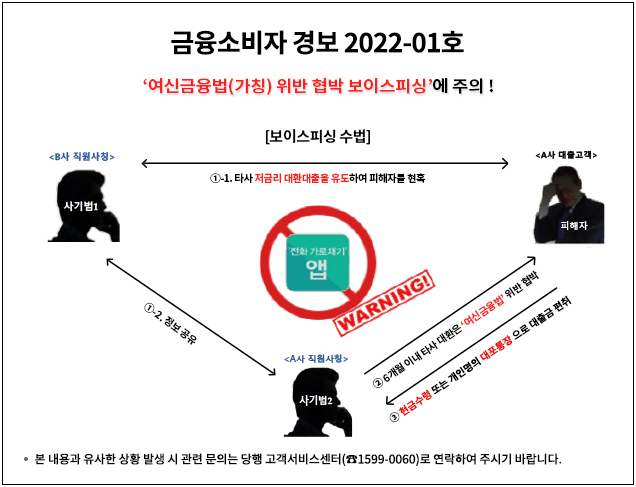 금융소비자 경보 2022-01호
‘여신금융법(가칭) 위반 협박 보이스피싱’에 주의 !
[보이스피싱 수법]
<B사 직원사칭>
<A사 대출고객>
①-1. 타사 저금리 대환대출을 유도하여 피해자를 현혹
사기범1
피해자
'전화 가로채기'
앱
WARNING!
①-2. 정보공유
② 6개월 이내 타사 대환은 '여신금융법' 위반 협박
③ 현금수령 또는 개인명의 대포통장 으로 대출금 편취
<A사 직원사칭>
사기범2
• 본 내용과 유사한 상황 발생 시 관련 문의는 당행 고객서비스센터(☎1599-0060)로 연락하여 주시기 바랍니다.